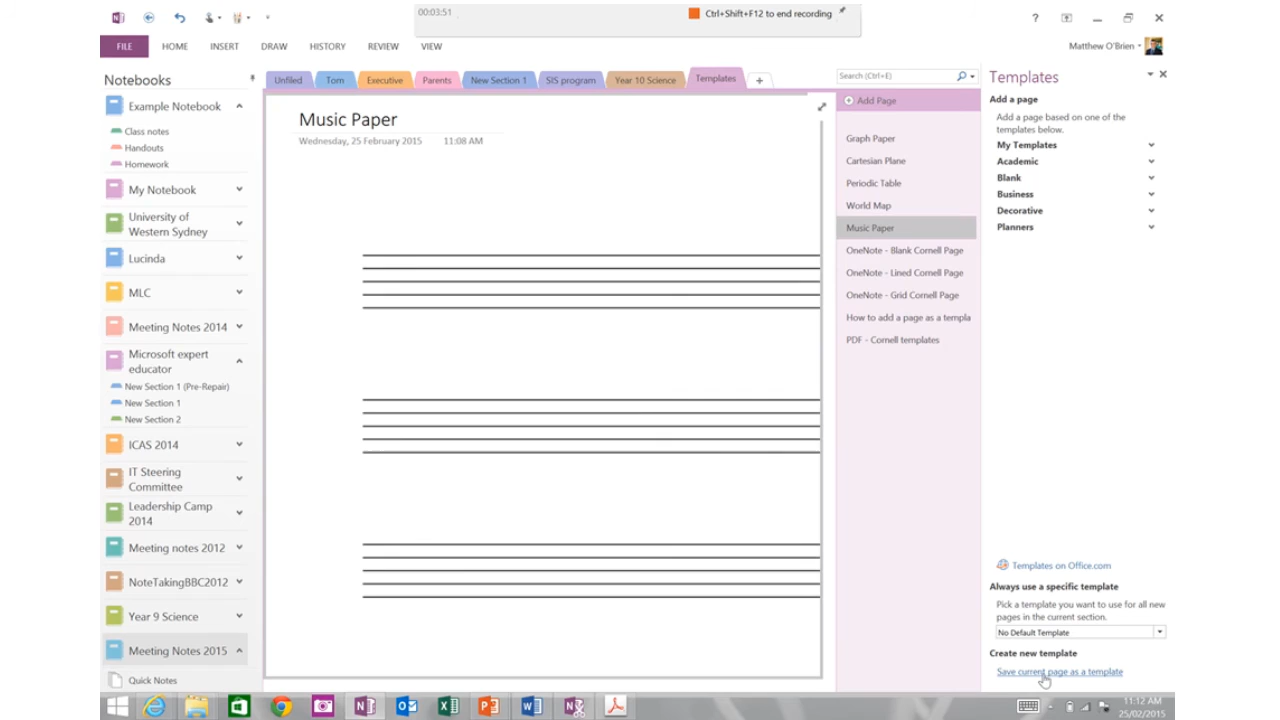 00:03:51
Ctrl+Shift+F12 to end recording
?
FILE HOME INSERT DRAW HISTORY REVIEW VIEW
Matthew O'Brien
Notebooks
Unfiled Tom Executive Parents New Section 1 SIS program Year 10 Science Templates +
Search (Ctrl+E)
Templates
Example Notebook
Class notes
Handouts
Homework
My Notebook
University of
Western Sydney
Lucinda
MLC
Meeting Notes 2014
Microsoft expert
educator
New Section 1 (Pre-Repair)
New Section 1
New Section 2
ICAS 2014
IT Steering
Committee
Leadership Camp
2014
Meeting notes 2012
NoteTakingBBC2012
Year 9 Science
Meeting Notes 2015
Quick Notes
Music Paper
Wednesday, 25 February 2015 11:08 AM
Add Page
Graph Paper
Cartesian Plane
Periodic Table
World Map
Music Paper
OneNote - Blank Cornell Page
OneNote - Lined Cornell Page
OneNote - Grid Cornell Page
How to add a page as a templa
PDF - Cornell templates
Add a page
Add a page based on one of the
templates below.
My Templates
Academic
Blank
Business
Decorative
Planners
Templates on Office.com
Always use a specific template
Pick a template you want to use for all new
pages in the current section.
No Default Template
Create new template
Save current page as a template
11:12 AM
25/02/2015